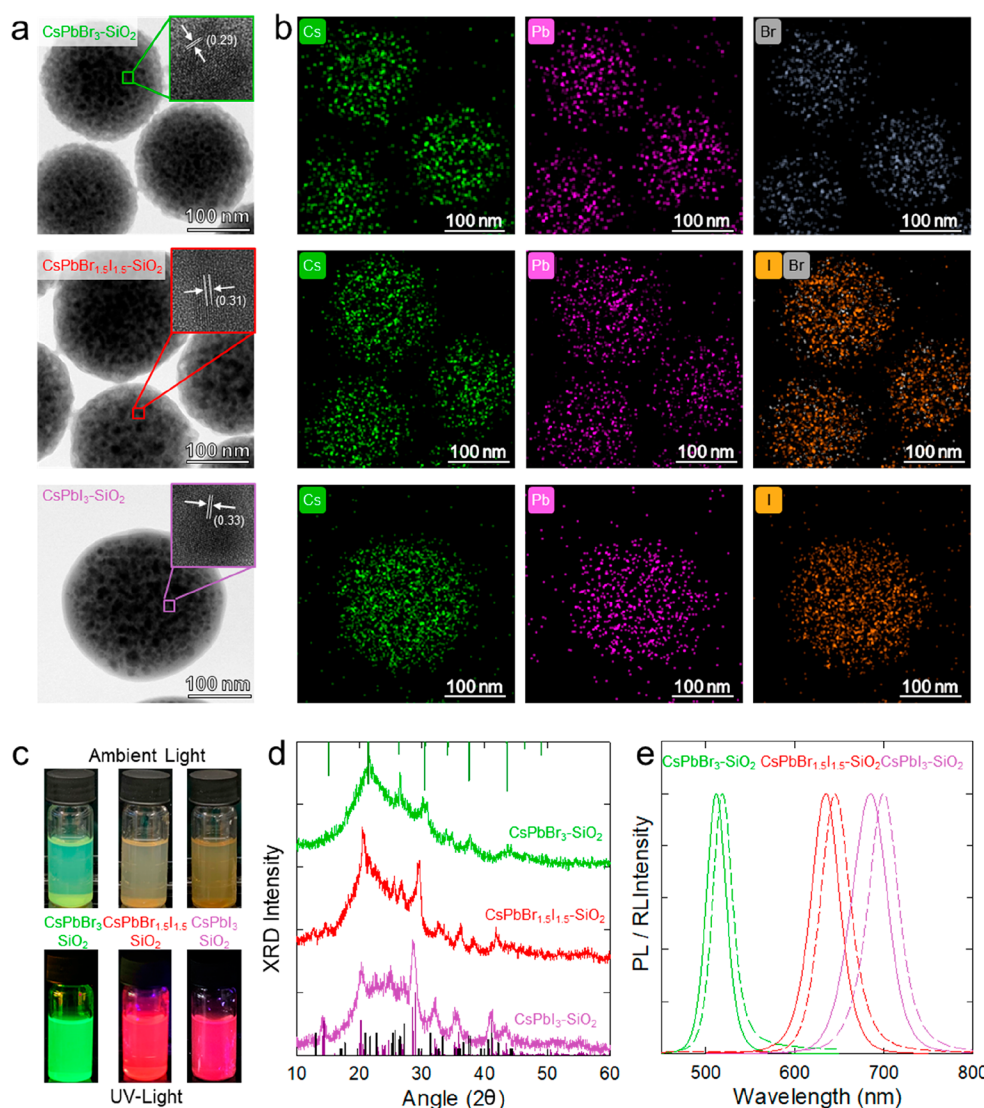 a
CsPbBr₃-SiO₂
(0.29)
100 nm
b
Cs
100 nm
Pb
100 nm
Br
100 nm
CsPbBr₁.₅I₁.₅-SiO₂
(0.31)
100 nm
Cs
100 nm
Pb
100 nm
I Br
100 nm
CsPbI₃-SiO₂
(0.33)
100 nm
Cs
100 nm
Pb
100 nm
I
100 nm
c
Ambient Light
CsPbBr₃ CsPbBr₁.₅I₁.₅ CsPbI₃
SiO₂ SiO₂ SiO₂
UV-Light
d
XRD Intensity
CsPbBr₃-SiO₂
CsPbBr₁.₅I₁.₅-SiO₂
CsPbI₃-SiO₂
10 20 30 40 50 60
Angle (2θ)
e
PL / RL Intensity
CsPbBr₃-SiO₂ CsPbBr₁.₅I₁.₅-SiO₂ CsPbI₃-SiO₂
500 600 700 800
Wavelength (nm)